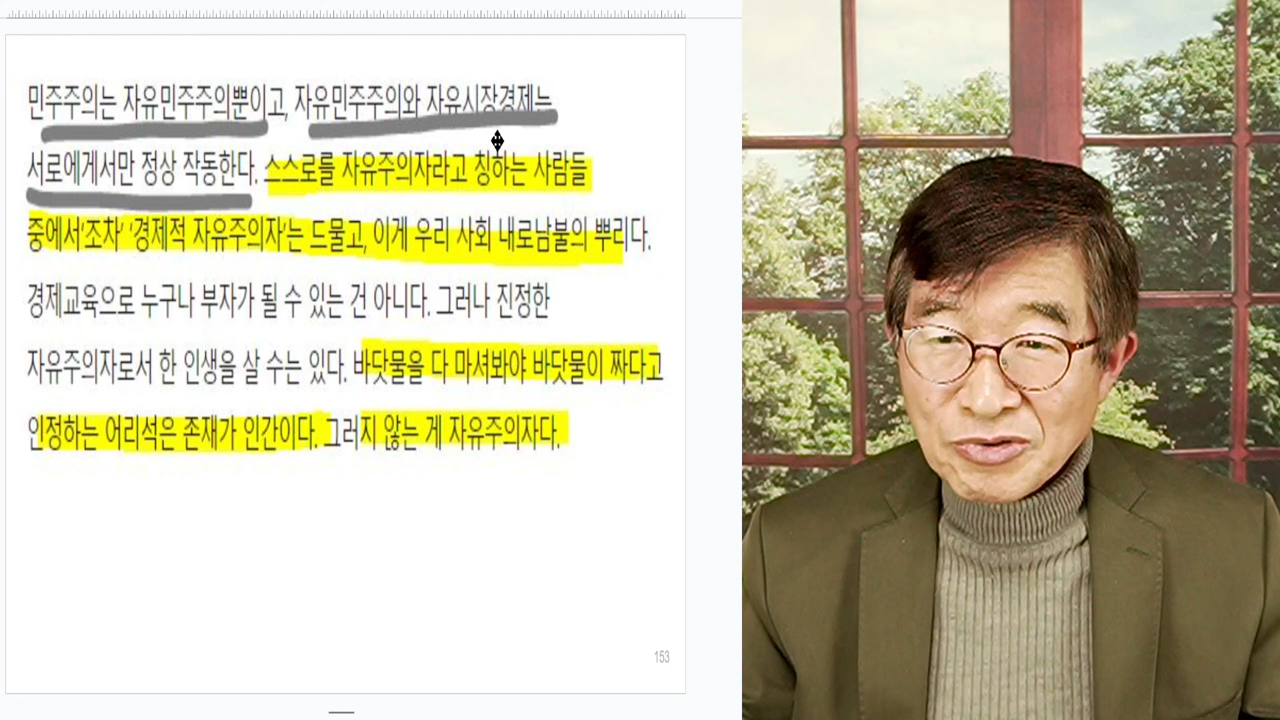 민주주의는 자유민주주의뿐이고, 자유민주주의와 자유시장경제는
서로에게서만 정상 작동한다. 스스로를 자유주의자라고 칭하는 사람들
중에서'조차' '경제적 자유주의자'는 드물고, 이게 우리 사회 내로남불의 뿌리다.
경제교육으로 누구나 부자가 될 수 있는 건 아니다. 그러나 진정한
자유주의자로서 한 인생을 살 수는 있다. 바닷물을 다 마셔봐야 바닷물이 짜다고
인정하는 어리석은 존재가 인간이다. 그러지 않는 게 자유주의자다.
153